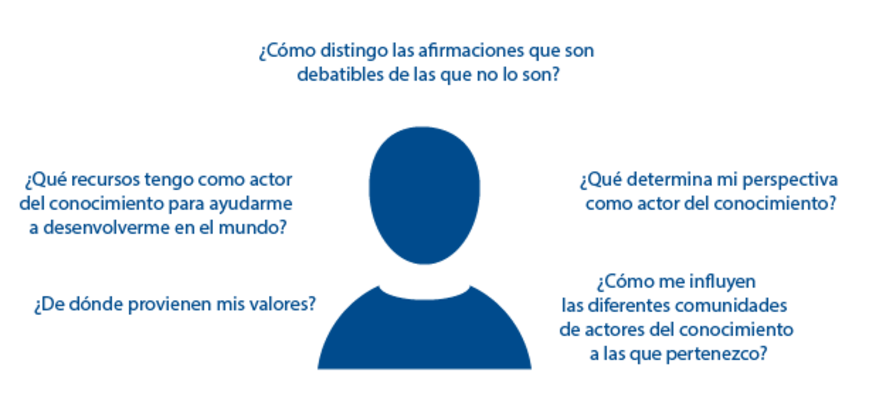 ¿Cómo distingo las afirmaciones que son
debatibles de las que no lo son?
¿Qué recursos tengo como actor
del conocimiento para ayudarme
a desenvolverme en el mundo?
¿Qué determina mi perspectiva
como actor del conocimiento?
¿De dónde provienen mis valores?
¿Cómo me influyen
las diferentes comunidades
de actores del conocimiento
a las que pertenezco?